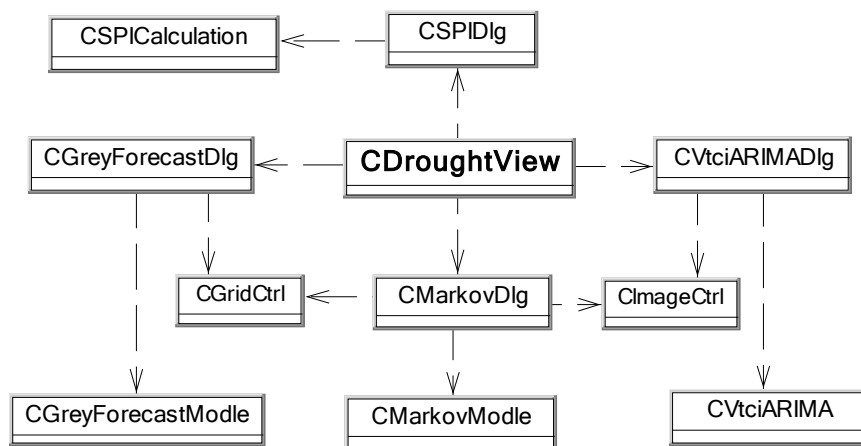 CSPICalculation
CSPIDlg
CGreyForecastDlg
CDroughtView
CVtciARIMADlg
CGridCtrl
CMarkovDlg
CImageCtrl
CGreyForecastModle
CMarkovModle
CVtciARIMA